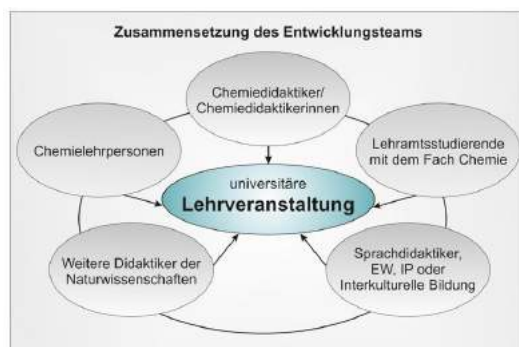 Zusammensetzung des Entwicklungsteams
Chemiedidaktiker/
Chemiedidaktikerinnen
Chemielehrpersonen
Lehramtsstudierende
mit dem Fach Chemie
universitäre
Lehrveranstaltung
Weitere Didaktiker der
Naturwissenschaften
Sprachdidaktiker,
EW, IP oder
Interkulturelle Bildung